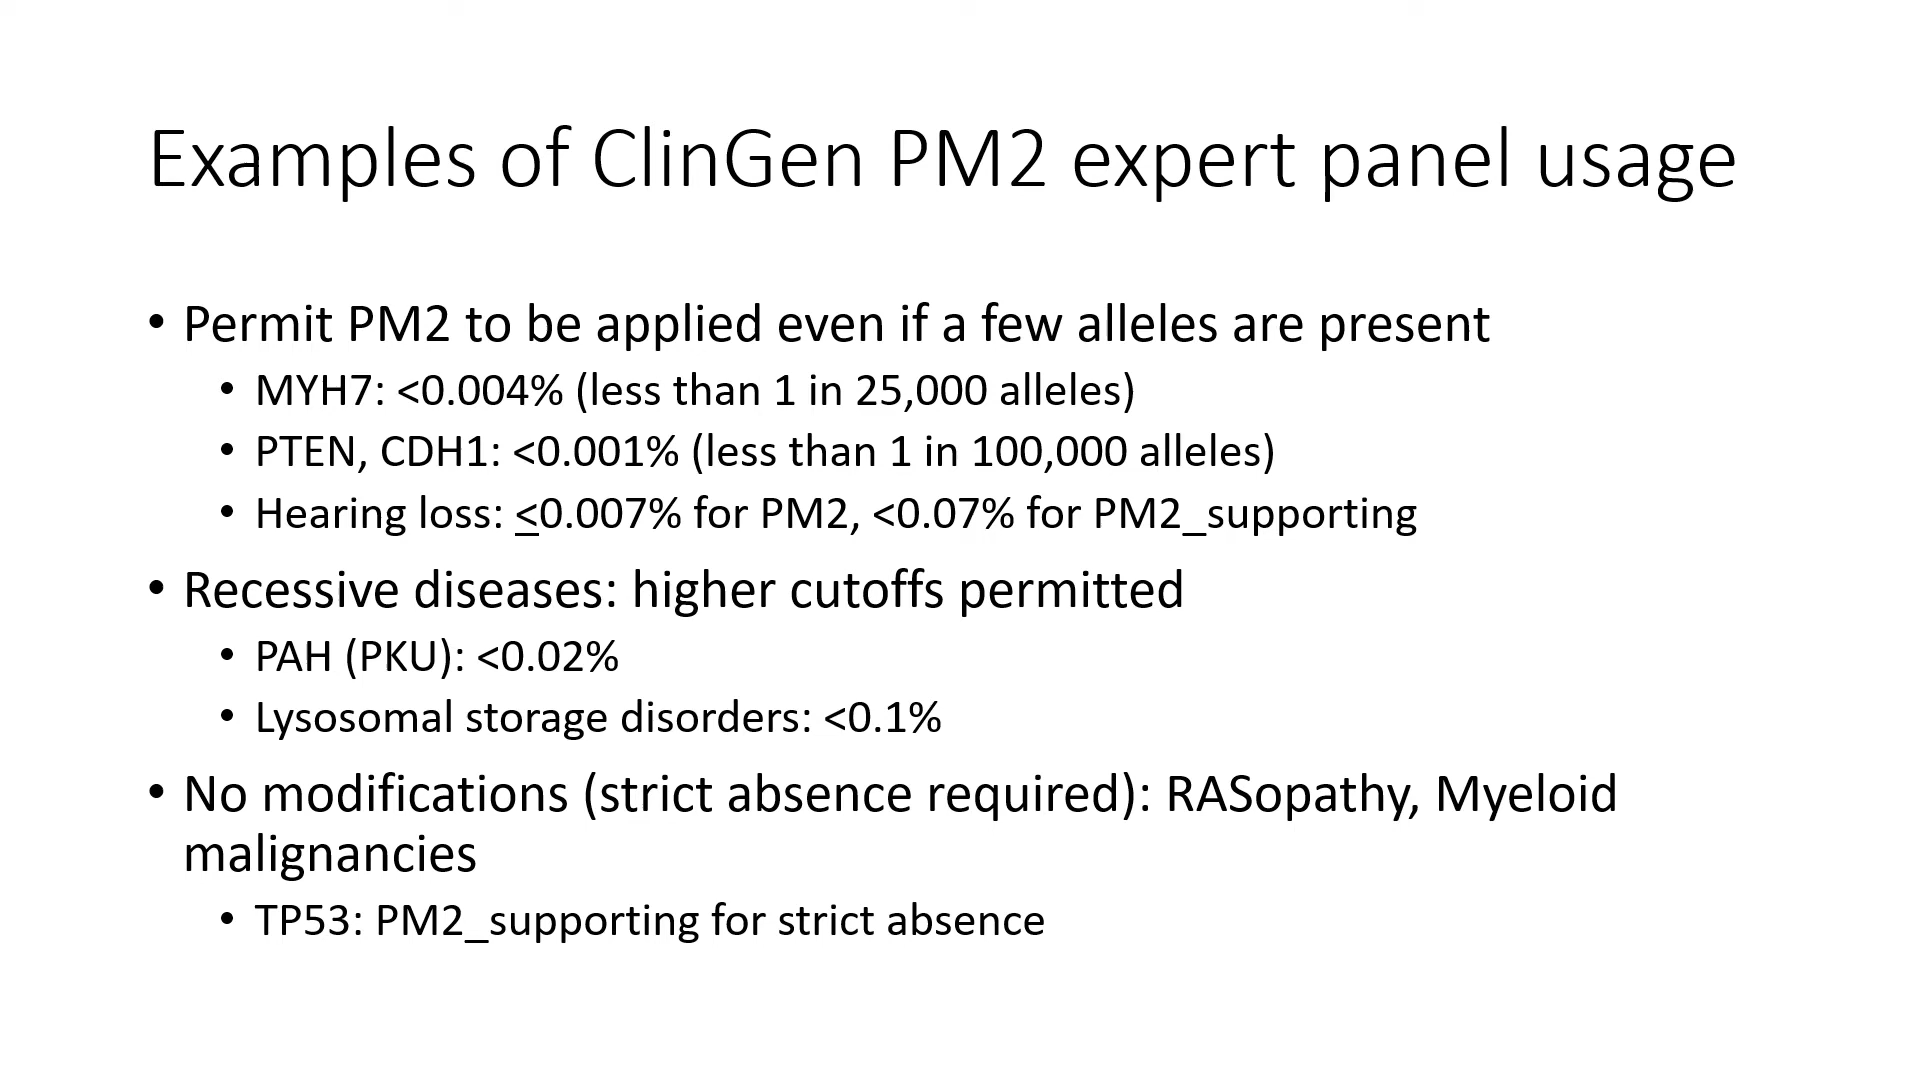 Examples of ClinGen PM2 expert panel usage
• Permit PM2 to be applied even if a few alleles are present
• MYH7: <0.004% (less than 1 in 25,000 alleles)
• PTEN, CDH1: <0.001% (less than 1 in 100,000 alleles)
• Hearing loss: ≤0.007% for PM2, <0.07% for PM2_supporting
• Recessive diseases: higher cutoffs permitted
• PAH (PKU): <0.02%
• Lysosomal storage disorders: <0.1%
• No modifications (strict absence required): RASopathy, Myeloid
malignancies
• TP53: PM2_supporting for strict absence